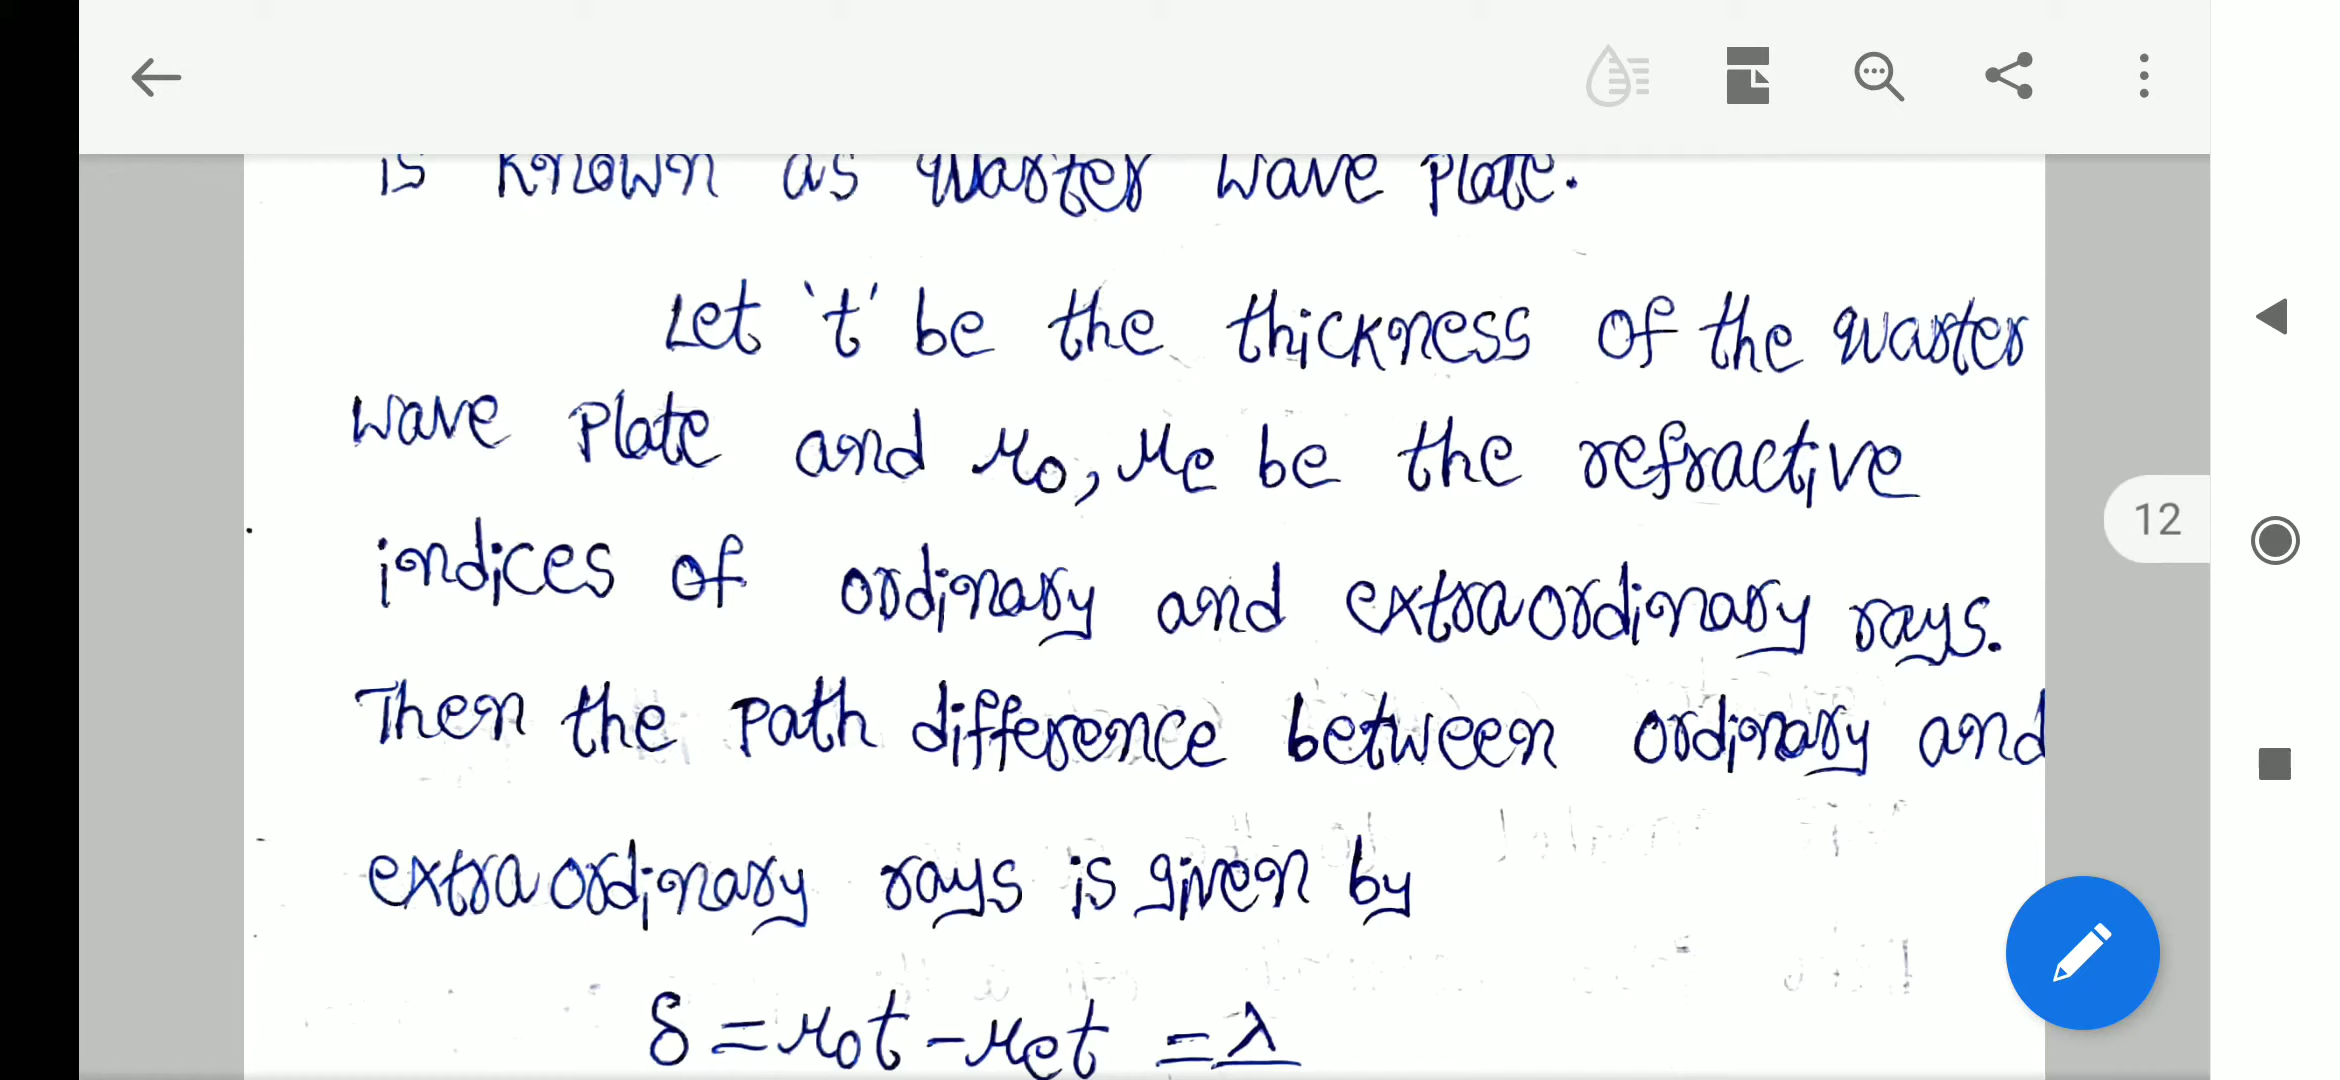 is known as quarter wave plate.
Let 't' be the thickness of the quarter
wave plate and μo, μe be the refractive
indices of ordinary and extraordinary rays.
Then the path difference between ordinary and
extraordinary rays is given by
δ = μot - μet = λ
12